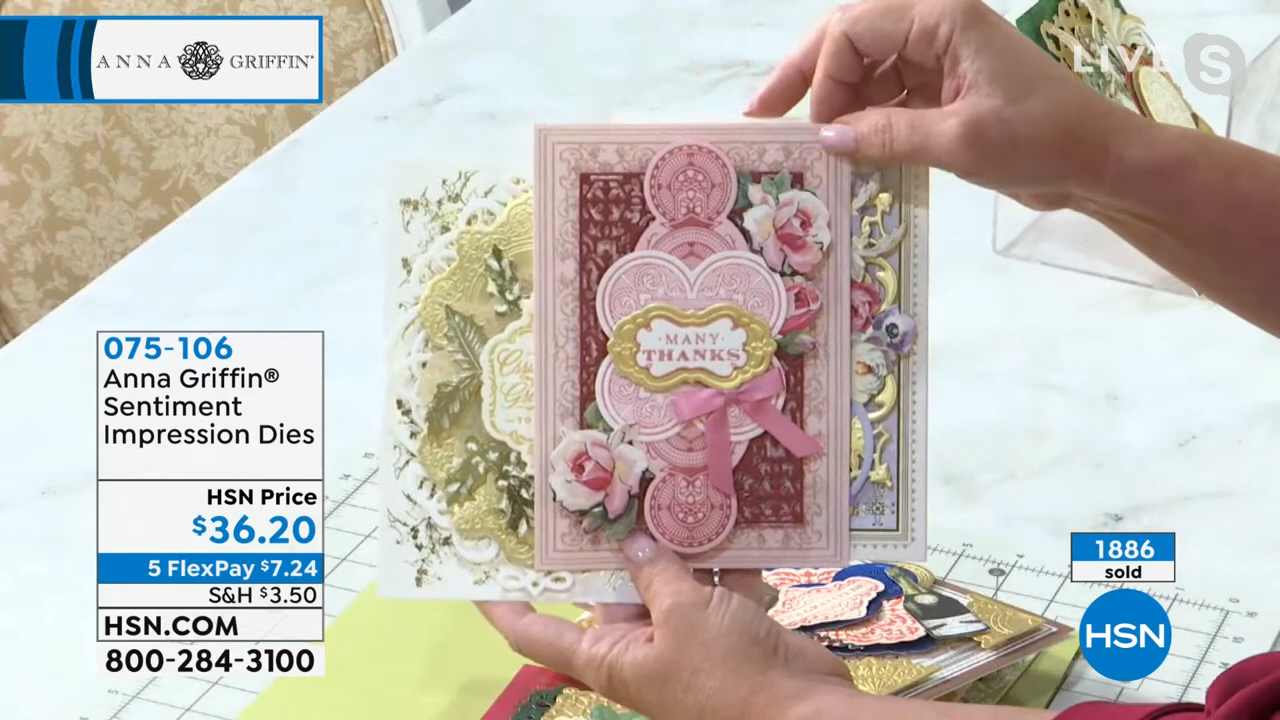 ANNA GRIFFIN®
LIVE S
MANY
THANKS
075-106
Anna Griffin®
Sentiment
Impression Dies
HSN Price
$36.20
5 FlexPay $7.24
S&H $3.50
HSN.COM
800-284-3100
1886
sold
HSN